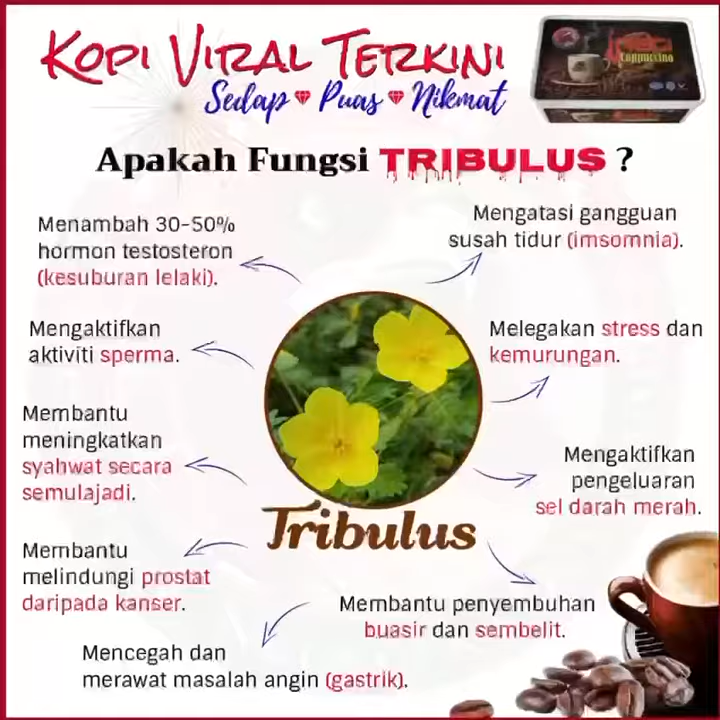 KOPI VIRAL TERKINI
Sedap Puas Nikmat
Cappuccino
Apakah Fungsi TRIBULUS ?
Menambah 30-50%
hormon testosteron
(kesuburan lelaki).
Mengatasi gangguan
susah tidur (imsomnia).
Mengaktifkan
aktiviti sperma.
Melegakan stress dan
kemurungan.
Membantu
meningkatkan
syahwat secara
semulajadi.
Mengaktifkan
pengeluaran
sel darah merah.
Tribulus
Membantu
melindungi prostat
daripada kanser.
Membantu penyembuhan
buasir dan sembelit.
Mencegah dan
merawat masalah angin (gastrik).